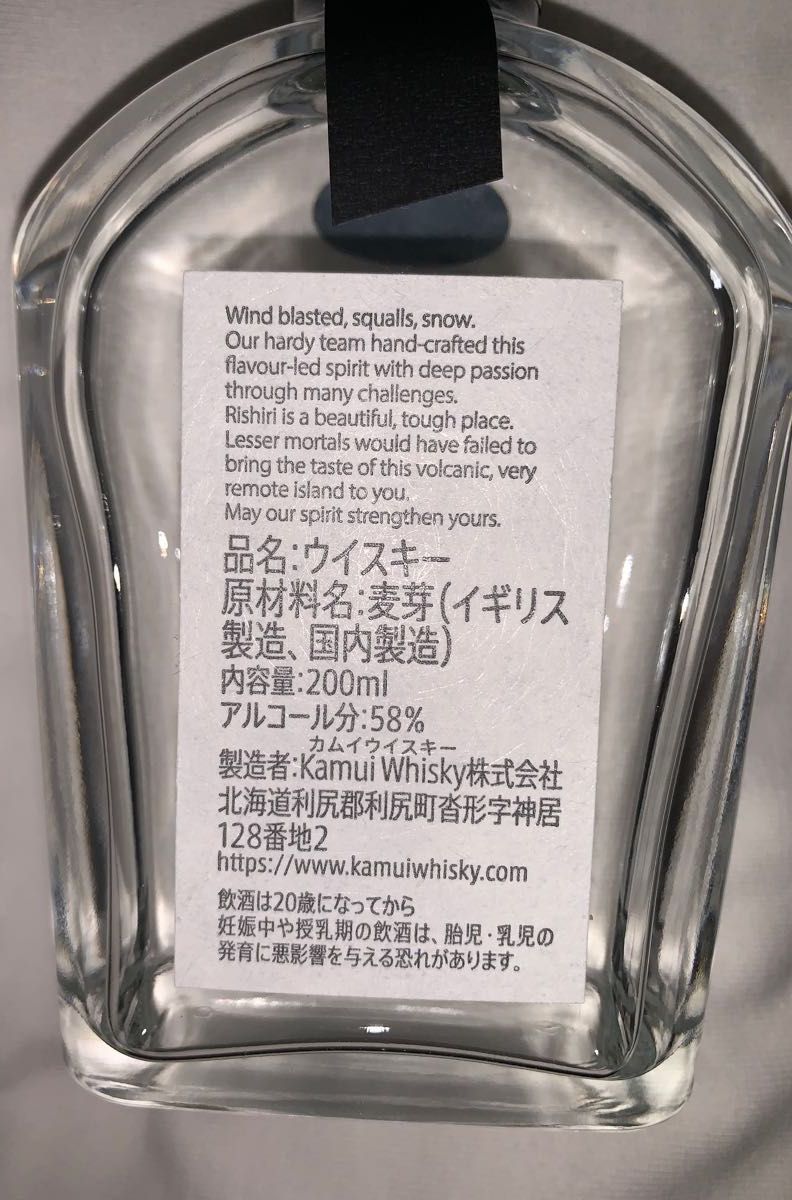 Wind blasted, squalls, snow.
Our hardy team hand-crafted this
flavour-led spirit with deep passion
through many challenges.
Rishiri is a beautiful, tough place.
Lesser mortals would have failed to
bring the taste of this volcanic, very
remote island to you.
May our spirit strengthen yours.
品名:ウイスキー
原材料名:麦芽(イギリス
製造、国内製造)
内容量:200ml
アルコール分:58%
カムイウイスキー
製造者:Kamui Whisky株式会社
北海道利尻郡利尻町沓形字神居
128番地2
https://www.kamuiwhisky.com
飲酒は20歳になってから
妊娠中や授乳期の飲酒は、胎児・乳児の
発育に悪影響を与える恐れがあります。